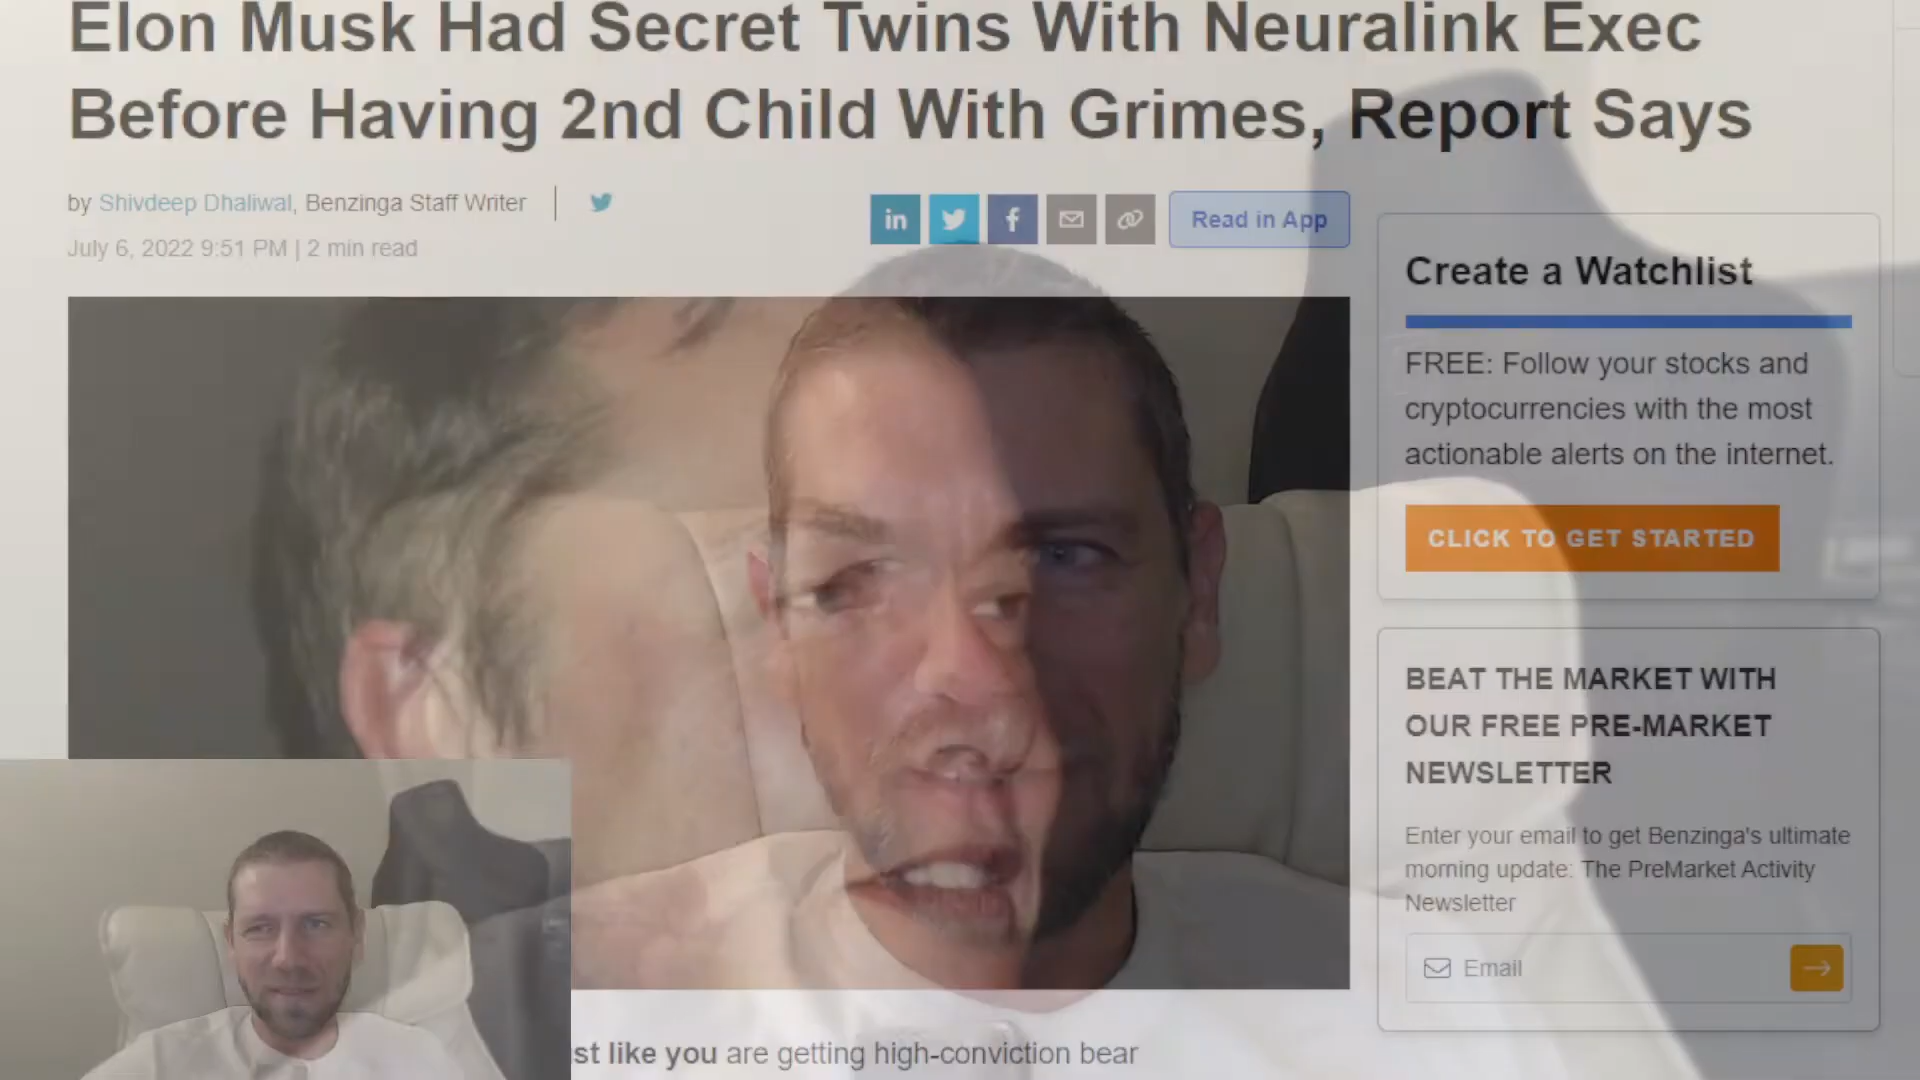 Elon Musk Had Secret Twins With Neuralink Exec
Before Having 2nd Child With Grimes, Report Says
by Shivdeep Dhaliwal, Benzinga Staff Writer
July 6, 2022 9:51 PM | 2 min read
in
f
Read in App
Create a Watchlist
FREE: Follow your stocks and
cryptocurrencies with the most
actionable alerts on the internet.
CLICK TO GET STARTED
BEAT THE MARKET WITH
OUR FREE PRE-MARKET
NEWSLETTER
Enter your email to get Benzinga's ultimate
morning update: The PreMarket Activity
Newsletter
Email
st like you are getting high-conviction bear